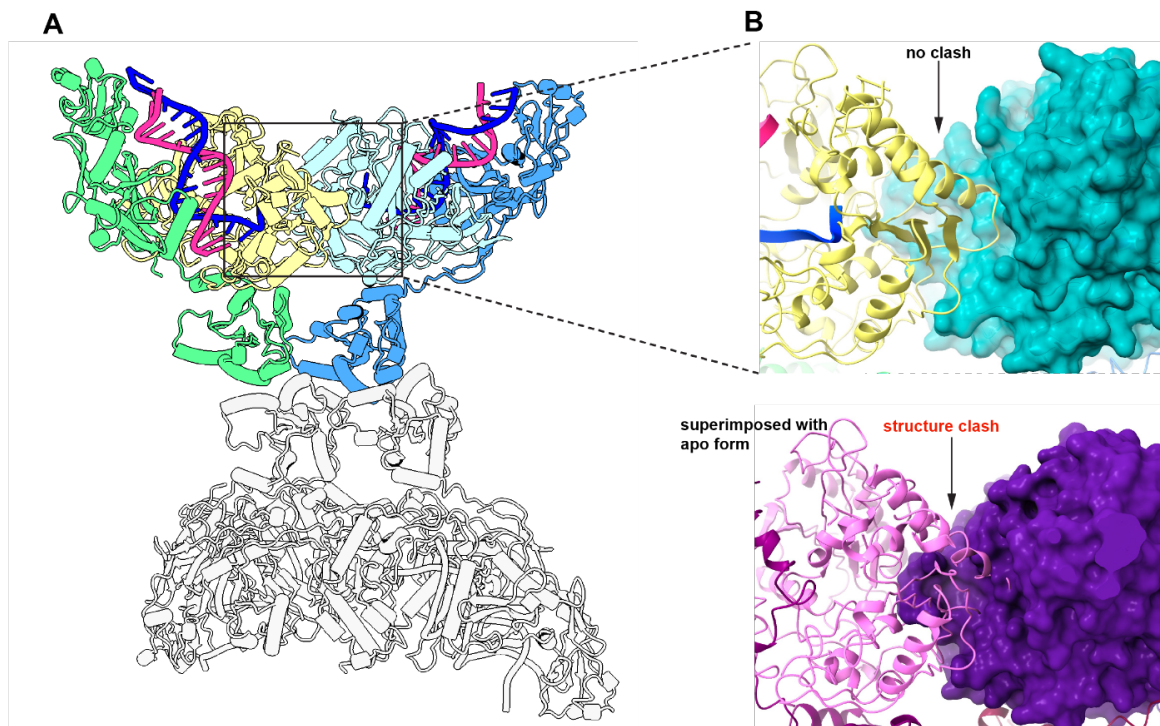 A
B
no clash
superimposed with
apo form
structure clash